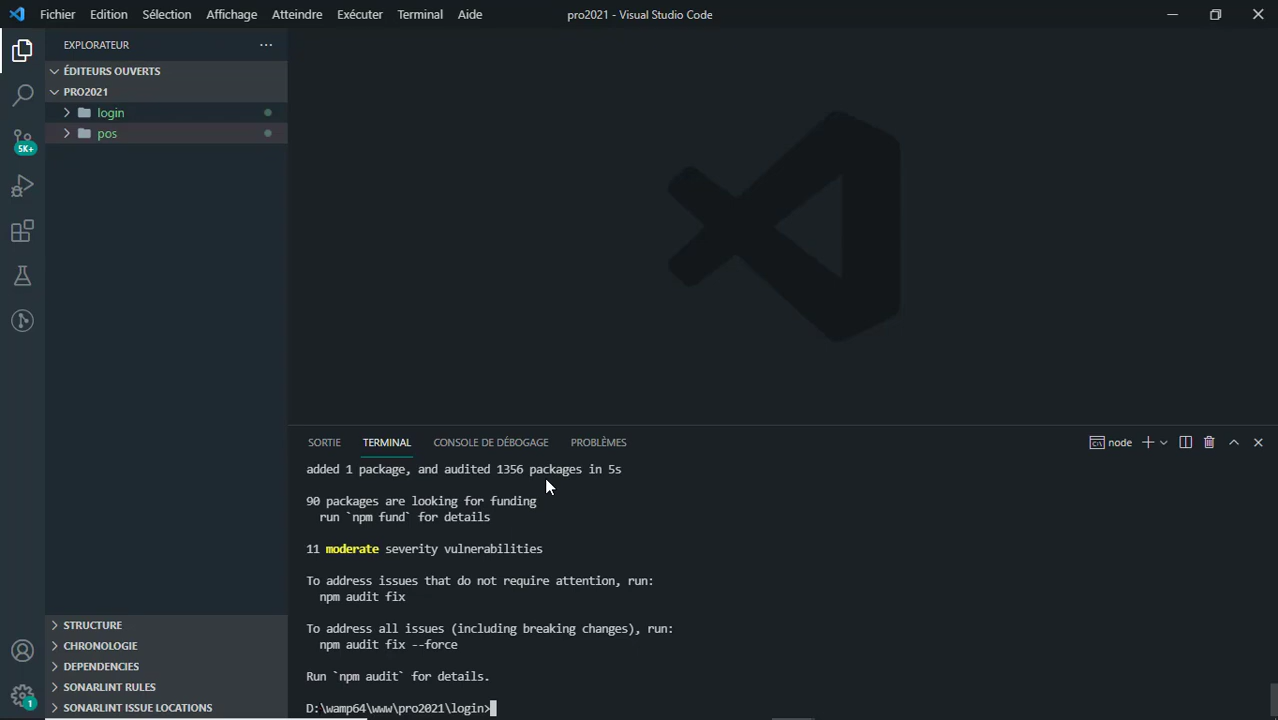 Fichier Edition Sélection Affichage Atteindre Exécuter Terminal Aide pro2021 - Visual Studio Code
EXPLORATEUR
ÉDITEURS OUVERTS
PRO2021
login
pos
5K+
SORTIE TERMINAL CONSOLE DE DÉBOGAGE PROBLÈMES node
added 1 package, and audited 1356 packages in 5s
90 packages are looking for funding
run `npm fund` for details
11 moderate severity vulnerabilities
To address issues that do not require attention, run:
npm audit fix
To address all issues (including breaking changes), run:
npm audit fix --force
Run `npm audit` for details.
D:\wamp64\www\pro2021\login>
STRUCTURE
CHRONOLOGIE
DEPENDENCIES
SONARLINT RULES
SONARLINT ISSUE LOCATIONS
1